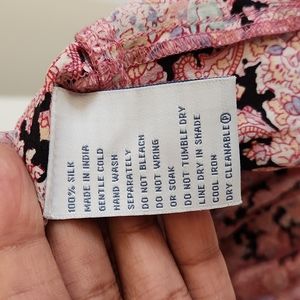 100% SILK
MADE IN INDIA
GENTLE COLD
HAND WASH
SEPARATELY
DO NOT BLEACH
DO NOT WRING
OR SOAK
DO NOT TUMBLE DRY
LINE DRY IN SHADE
COOL IRON
DRY CLEANABLE Ⓟ